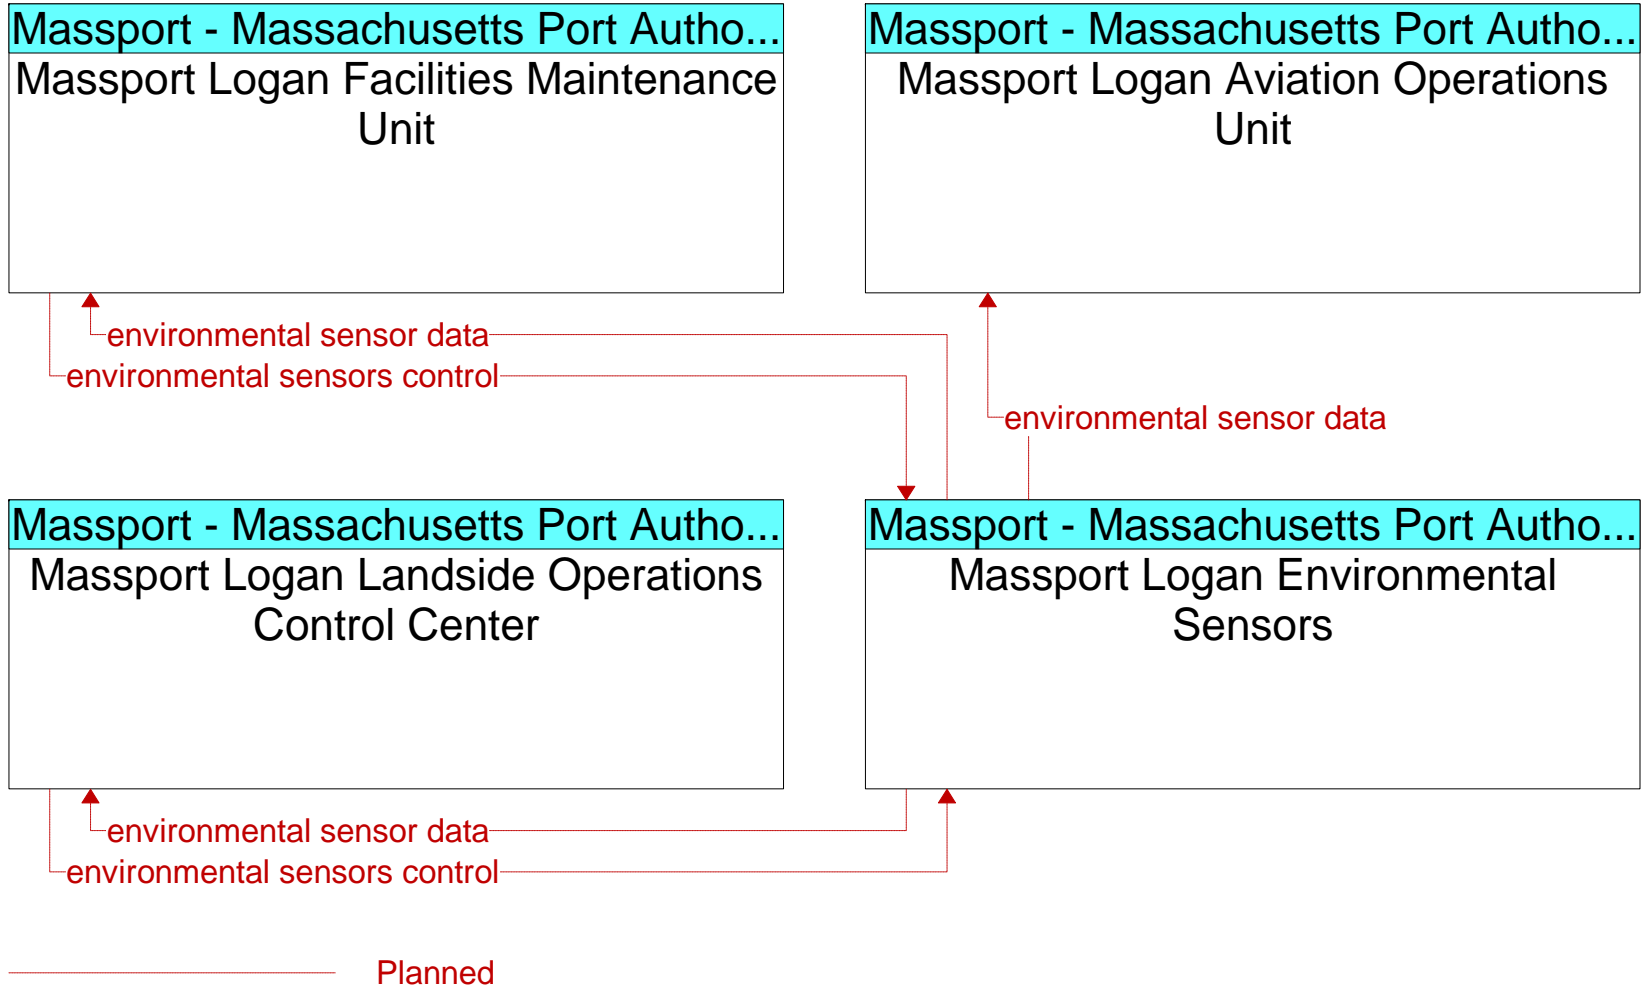 Massport - Massachusetts Port Autho...
Massport Logan Facilities Maintenance
Unit
Massport - Massachusetts Port Autho...
Massport Logan Aviation Operations
Unit
environmental sensor data
environmental sensors control
environmental sensor data
Massport - Massachusetts Port Autho...
Massport Logan Landside Operations
Control Center
Massport - Massachusetts Port Autho...
Massport Logan Environmental
Sensors
environmental sensor data
environmental sensors control
Planned